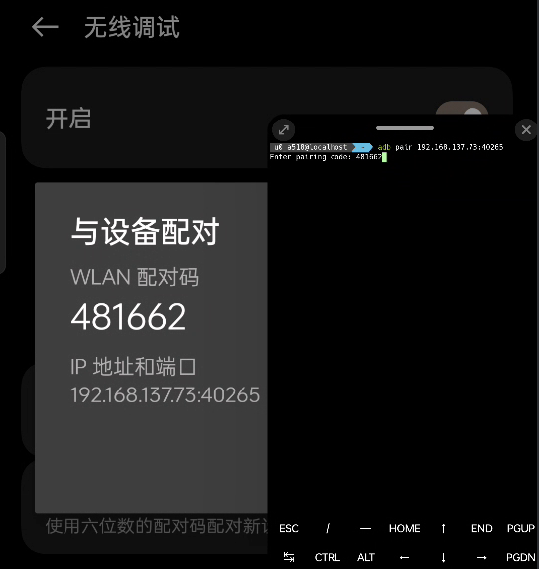 无线调试
开启
与设备配对
WLAN 配对码
481662
IP 地址和端口
192.168.137.73:40265
使用六位数的配对码配对新
u0_a518@localhost ~ adb pair 192.168.137.73:40265
Enter pairing code: 481662
ESC / — HOME ↑ END PGUP
↹ CTRL ALT ← ↓ → PGDN